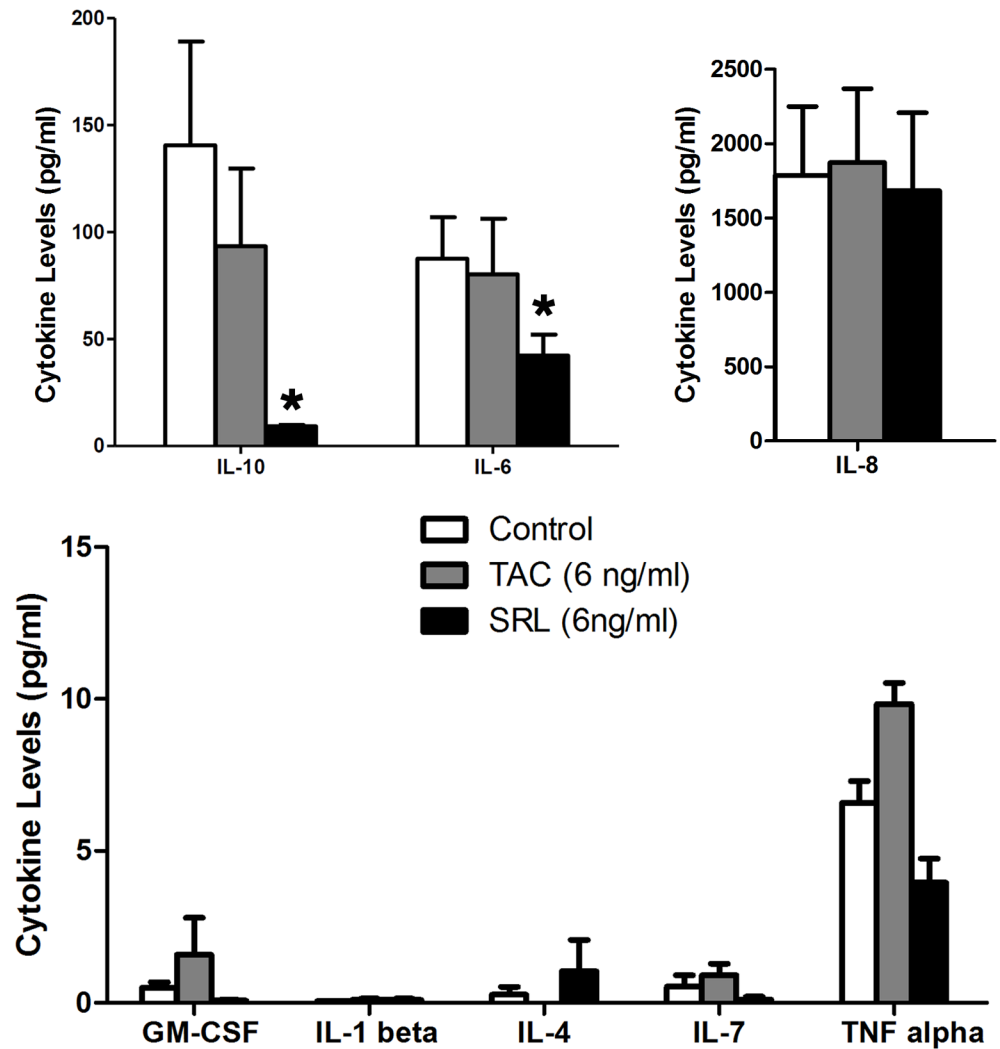 Cytokine Levels (pg/ml)
200
150
100
50
0
*
*
IL-10 IL-6
Cytokine Levels (pg/ml)
2500
2000
1500
1000
500
0
IL-8
Control
TAC (6 ng/ml)
SRL (6ng/ml)
Cytokine Levels (pg/ml)
15
10
5
0
GM-CSF IL-1 beta IL-4 IL-7 TNF alpha